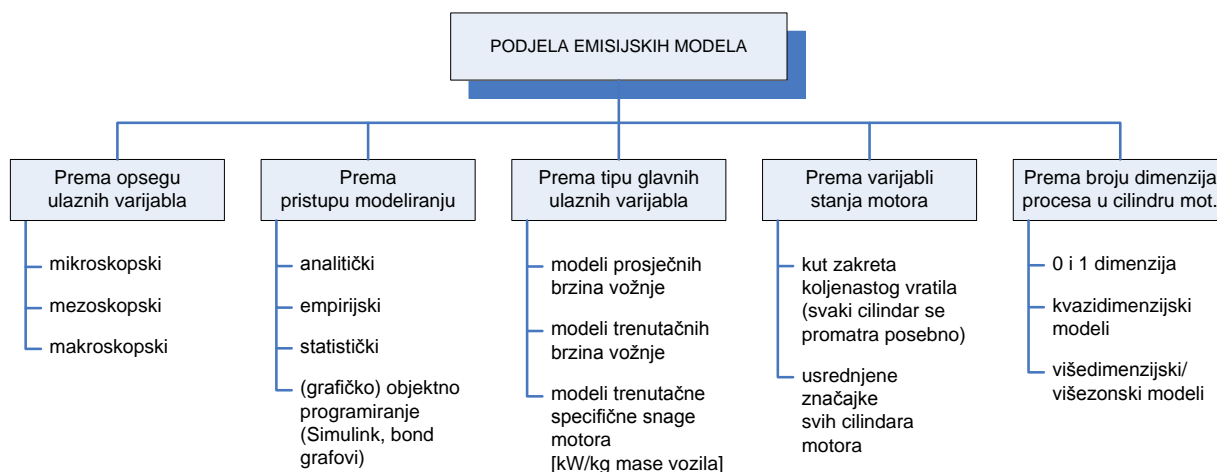 PODJELA EMISIJSKIH MODELA
Prema opsegu
ulaznih varijabla
mikroskopski
mezoskopski
makroskopski
Prema
pristupu modeliranju
analitički
empirijski
statistički
(grafičko) objektno
programiranje
(Simulink, bond
grafovi)
Prema tipu glavnih
ulaznih varijabla
modeli prosječnih
brzina vožnje
modeli trenutačnih
brzina vožnje
modeli trenutačne
specifične snage
motora
[kW/kg mase vozila]
Prema varijabli
stanja motora
kut zakreta
koljenastog vratila
(svaki cilindar se
promatra posebno)
usrednjene
značajke
svih cilindara
motora
Prema broju dimenzija
procesa u cilindru mot.
0 i 1 dimenzija
kvazidimenzijski
modeli
višedimenzijski/
višezonski modeli